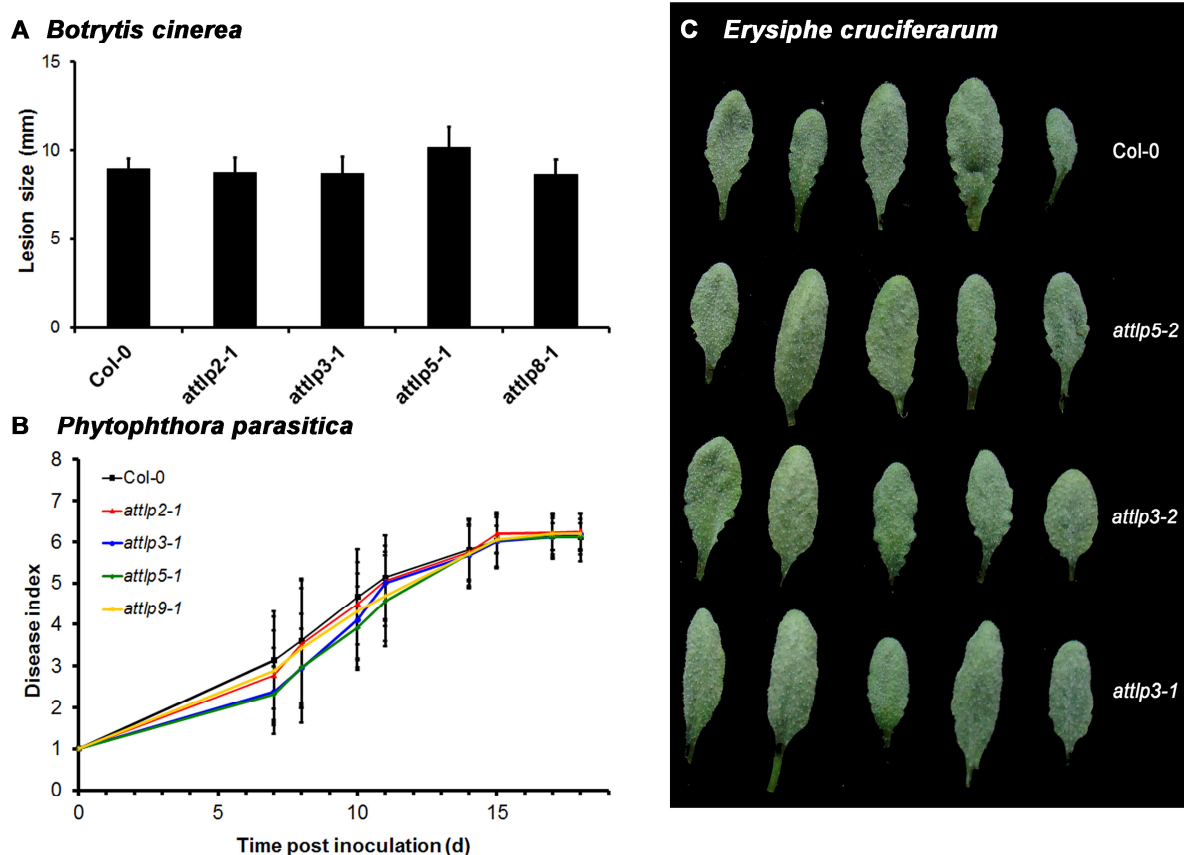 A Botrytis cinerea
15
10
5
0
Lesion size (mm)
Col-0
attlp2-1
attlp3-1
attlp5-1
attlp8-1
B Phytophthora parasitica
8
7
6
5
4
3
2
1
0
Disease index
Col-0
attlp2-1
attlp3-1
attlp5-1
attlp9-1
0 5 10 15
Time post inoculation (d)
C Erysiphe cruciferarum
Col-0
attlp5-2
attlp3-2
attlp3-1